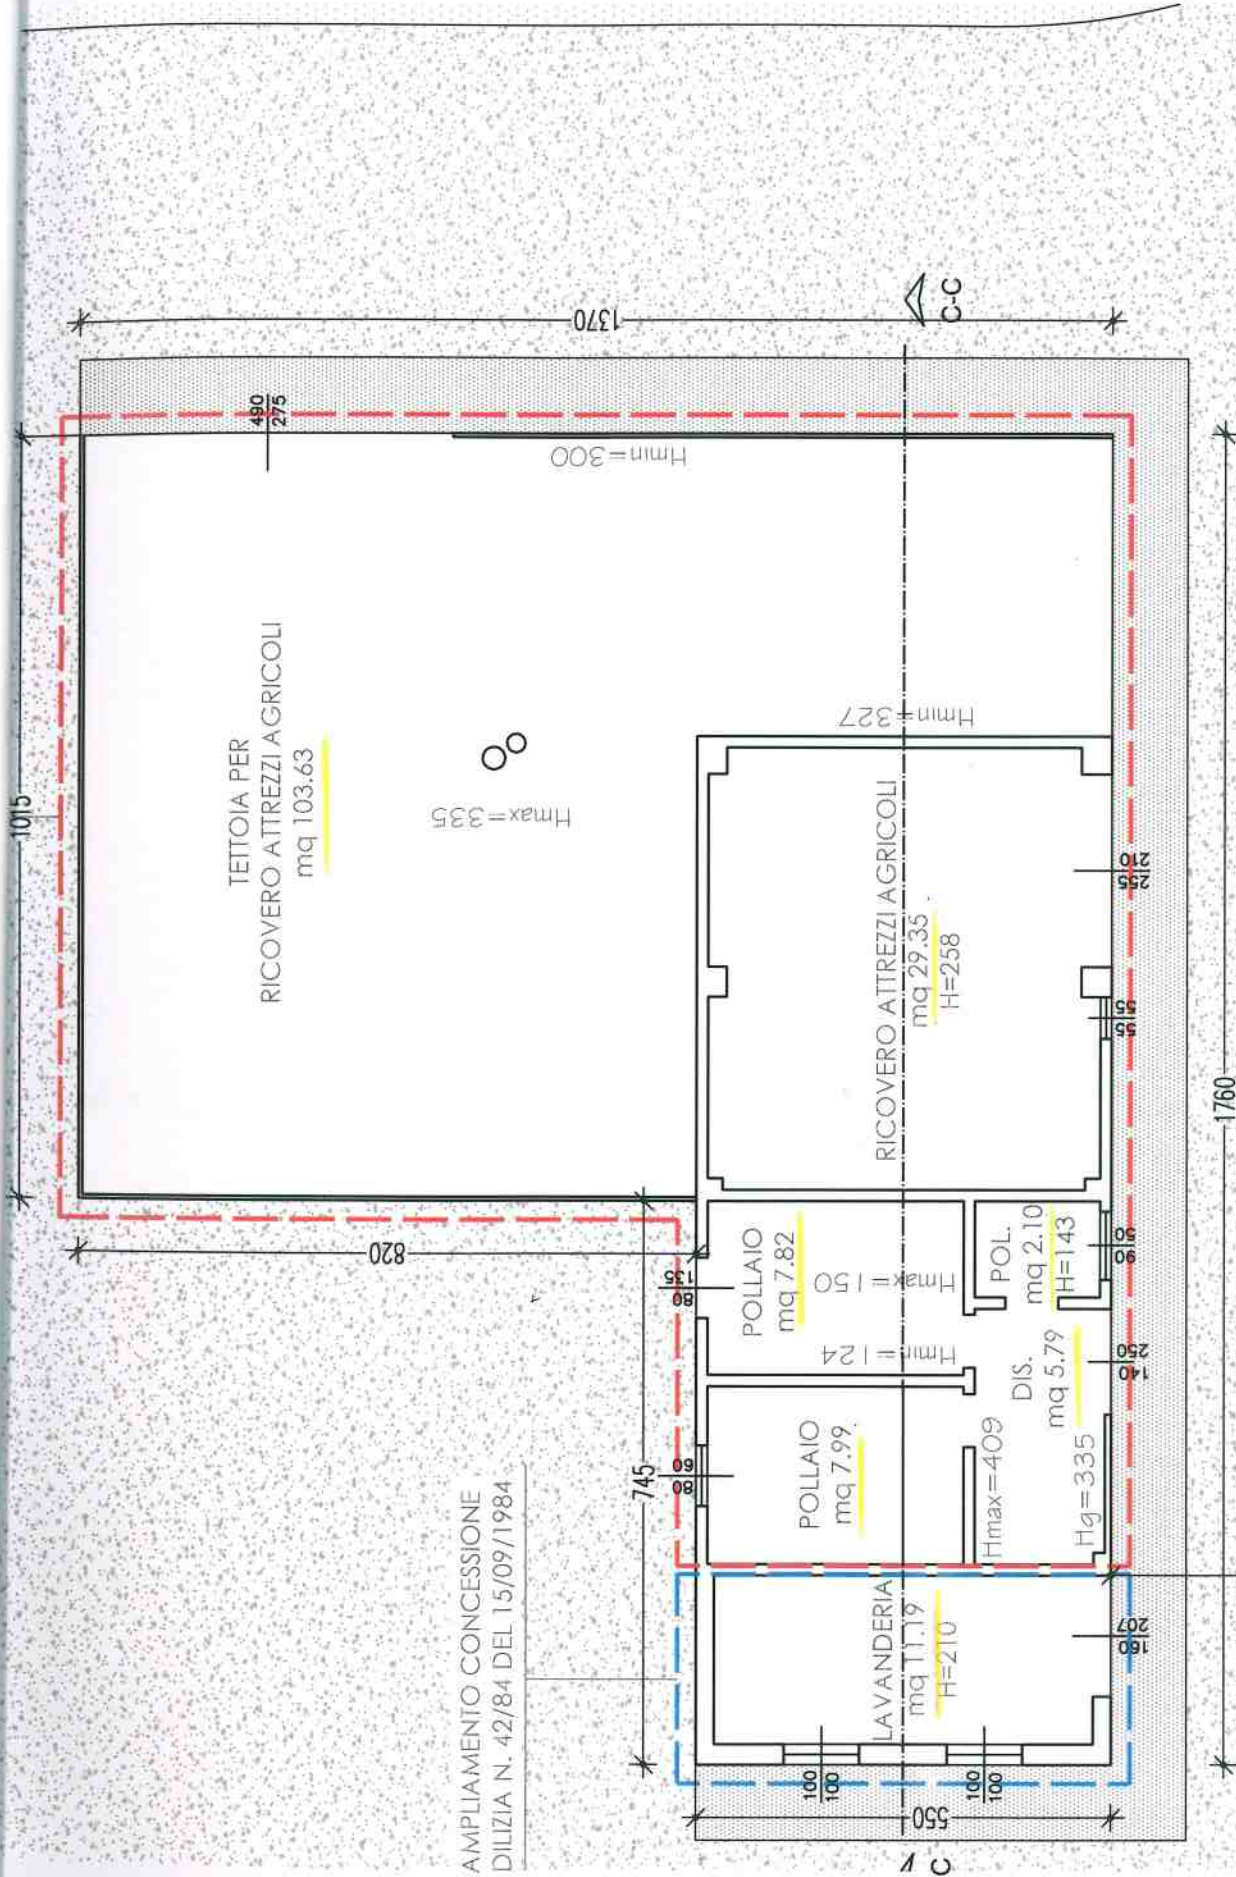 AMPLIAMENTO CONCESSIONE
DILIZIA N. 42/84 DEL 15/09/1984
TETTOIA PER
RICOVERO ATTREZZI AGRICOLI
mq 103.63
Hmax=335
Hmin=300
490
275
1370
1015
820
745
550
1760
C-C
C
RICOVERO ATTREZZI AGRICOLI
mq 29.35
H=258
Hmin=327
210
255
55
55
POLLAIO
mq 7.82
Hmax=150
Hmin=124
135
80
POL.
mq 2.10
H=143
50
90
DIS.
mq 5.79
250
140
Hmax=409
Hg=335
POLLAIO
mq 7.99
60
80
LAVANDERIA
mq 11.19
H=210
207
160
100
100
100
100